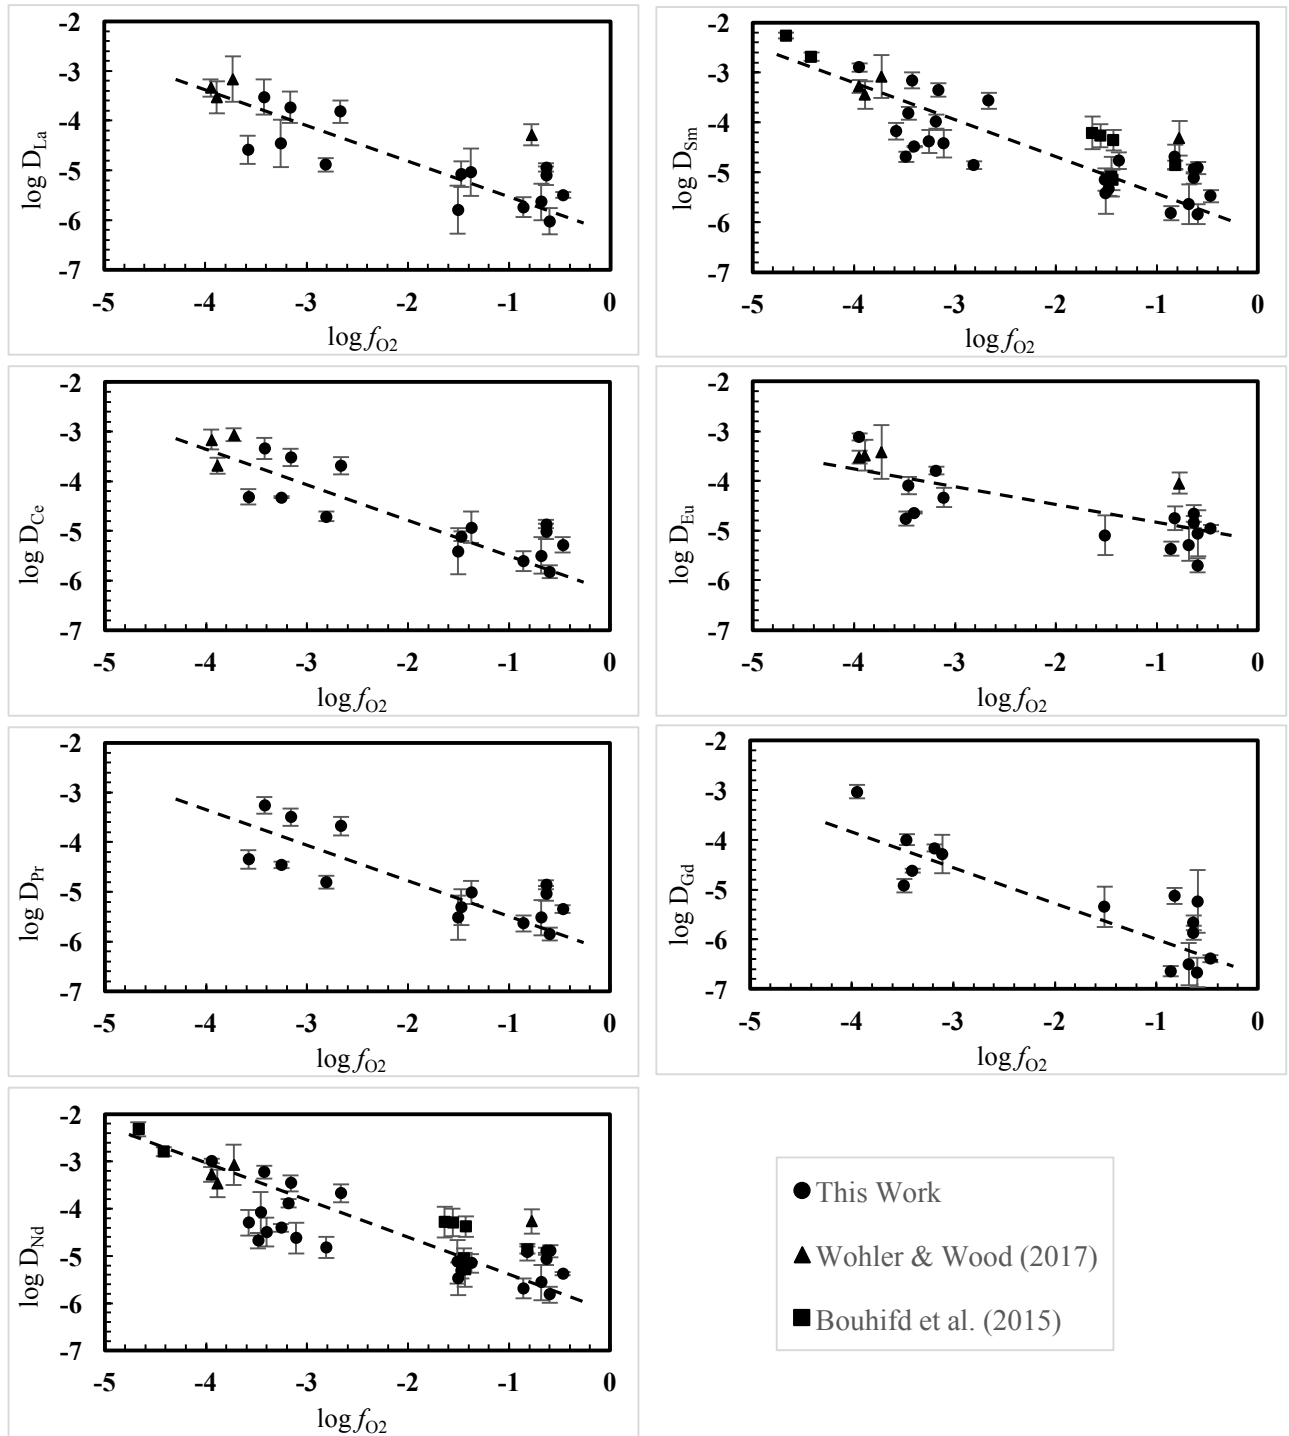 -2
-3
-4
-5
-6
-7
log D_La
-5 -4 -3 -2 -1 0
log f_O2
-2
-3
-4
-5
-6
-7
log D_Sm
-5 -4 -3 -2 -1 0
log f_O2
-2
-3
-4
-5
-6
-7
log D_Ce
-5 -4 -3 -2 -1 0
log f_O2
-2
-3
-4
-5
-6
-7
log D_Eu
-5 -4 -3 -2 -1 0
log f_O2
-2
-3
-4
-5
-6
-7
log D_Pr
-5 -4 -3 -2 -1 0
log f_O2
-2
-3
-4
-5
-6
-7
log D_Gd
-5 -4 -3 -2 -1 0
log f_O2
-2
-3
-4
-5
-6
-7
log D_Nd
-5 -4 -3 -2 -1 0
log f_O2
This Work
Wohler & Wood (2017)
Bouhifd et al. (2015)